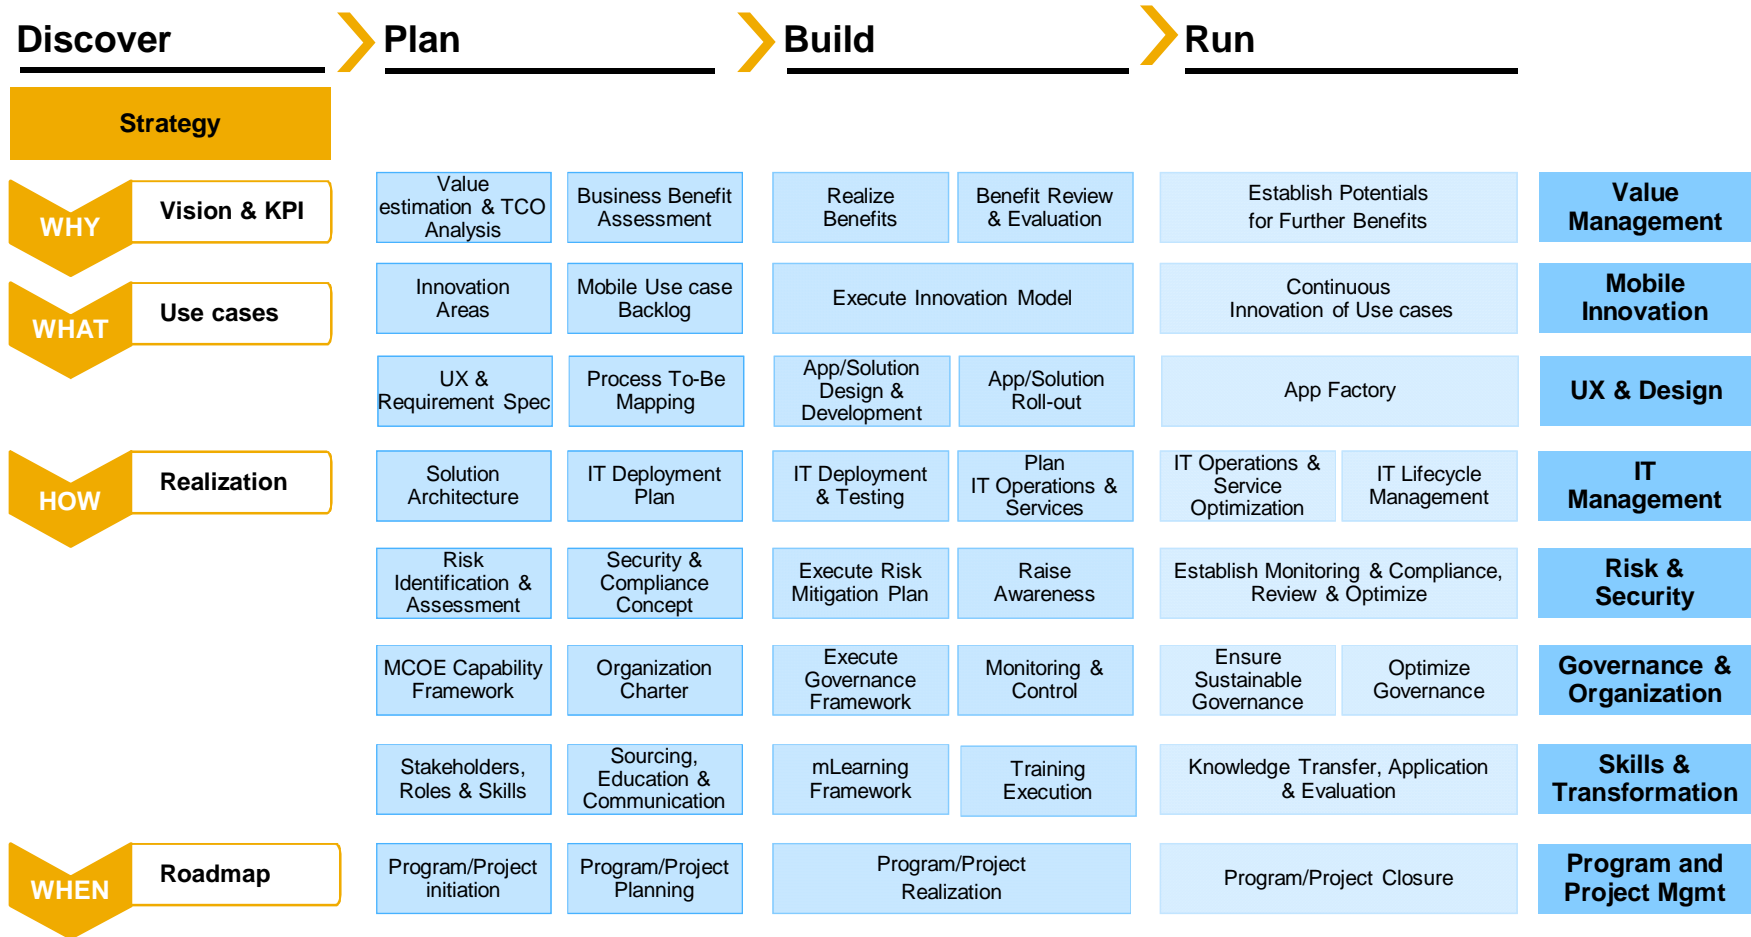 Discover
Plan
Build
Run
Strategy
WHY
Vision & KPI
Value
estimation & TCO
Analysis
Business Benefit
Assessment
Realize
Benefits
Benefit Review
& Evaluation
Establish Potentials
for Further Benefits
Value
Management
WHAT
Use cases
Innovation
Areas
Mobile Use case
Backlog
Execute Innovation Model
Continuous
Innovation of Use cases
Mobile
Innovation
UX &
Requirement Spec
Process To-Be
Mapping
App/Solution
Design &
Development
App/Solution
Roll-out
App Factory
UX & Design
HOW
Realization
Solution
Architecture
IT Deployment
Plan
IT Deployment
& Testing
Plan
IT Operations &
Services
IT Operations &
Service
Optimization
IT Lifecycle
Management
IT
Management
Risk
Identification &
Assessment
Security &
Compliance
Concept
Execute Risk
Mitigation Plan
Raise
Awareness
Establish Monitoring & Compliance,
Review & Optimize
Risk &
Security
MCOE Capability
Framework
Organization
Charter
Execute
Governance
Framework
Monitoring &
Control
Ensure
Sustainable
Governance
Optimize
Governance
Governance &
Organization
Stakeholders,
Roles & Skills
Sourcing,
Education &
Communication
mLearning
Framework
Training
Execution
Knowledge Transfer, Application
& Evaluation
Skills &
Transformation
WHEN
Roadmap
Program/Project
initiation
Program/Project
Planning
Program/Project
Realization
Program/Project Closure
Program and
Project Mgmt